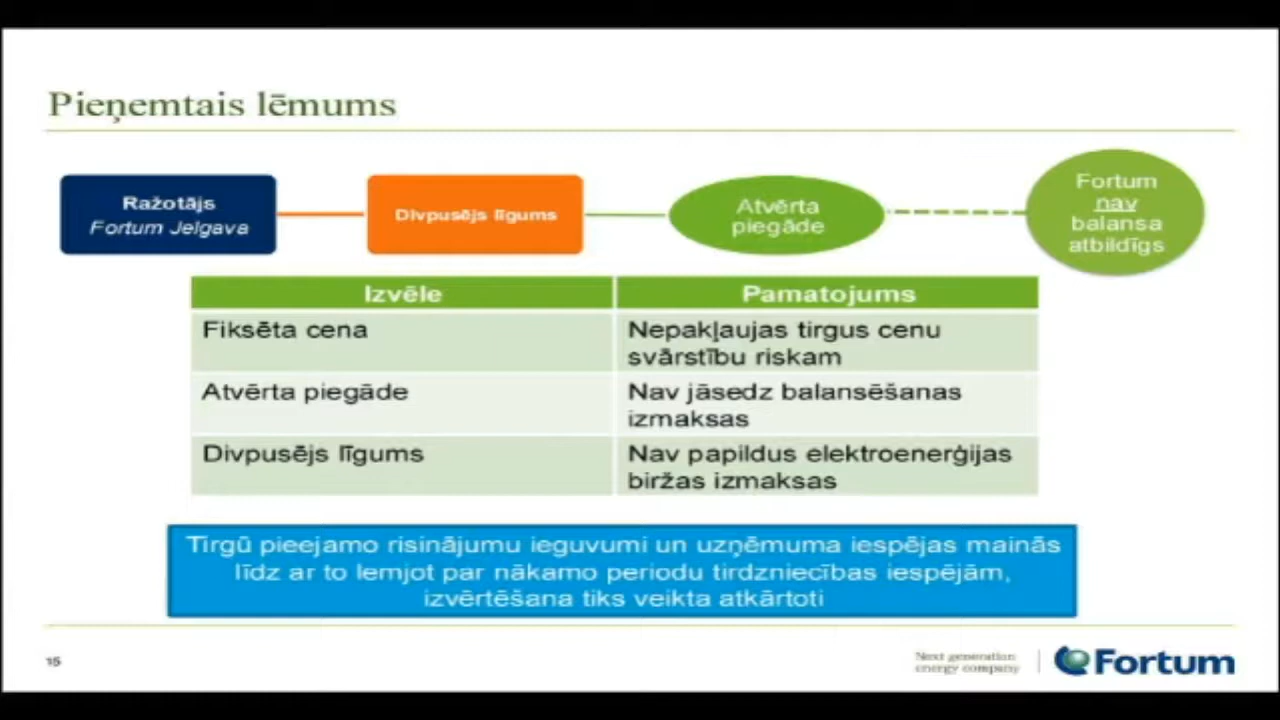 Pieņemtais lēmums
Ražotājs
Fortum Jelgava
Divpusējs līgums
Atvērta
piegāde
Fortum
nav
balansa
atbildīgs
Izvēle
Pamatojums
Fiksēta cena
Nepakļaujas tirgus cenu
svārstību riskam
Atvērta piegāde
Nav jāsedz balansēšanas
izmaksas
Divpusējs līgums
Nav papildus elektroenerģijas
biržas izmaksas
Tirgū pieejamo risinājumu ieguvumi un uzņēmuma iespējas mainās
līdz ar to lemjot par nākamo periodu tirdzniecības iespējām,
izvērtēšana tiks veikta atkārtoti
15
Next generation
energy company
Fortum